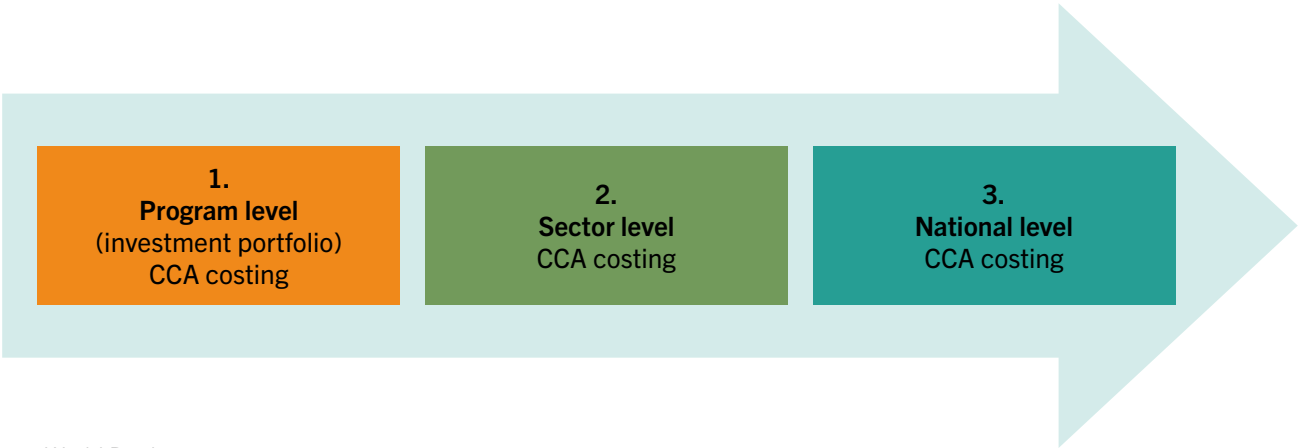 1.
Program level
(investment portfolio)
CCA costing
2.
Sector level
CCA costing
3.
National level
CCA costing